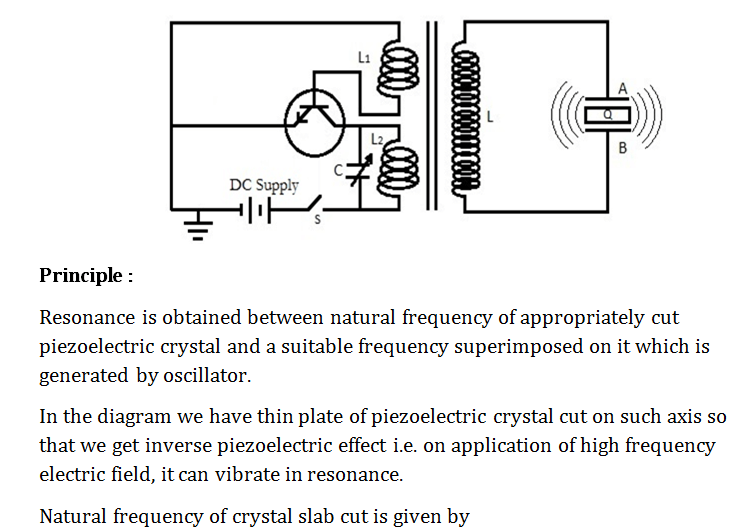 L1
A
Q
L
B
L2
C
DC Supply
S
Principle :
Resonance is obtained between natural frequency of appropriately cut
piezoelectric crystal and a suitable frequency superimposed on it which is
generated by oscillator.
In the diagram we have thin plate of piezoelectric crystal cut on such axis so
that we get inverse piezoelectric effect i.e. on application of high frequency
electric field, it can vibrate in resonance.
Natural frequency of crystal slab cut is given by